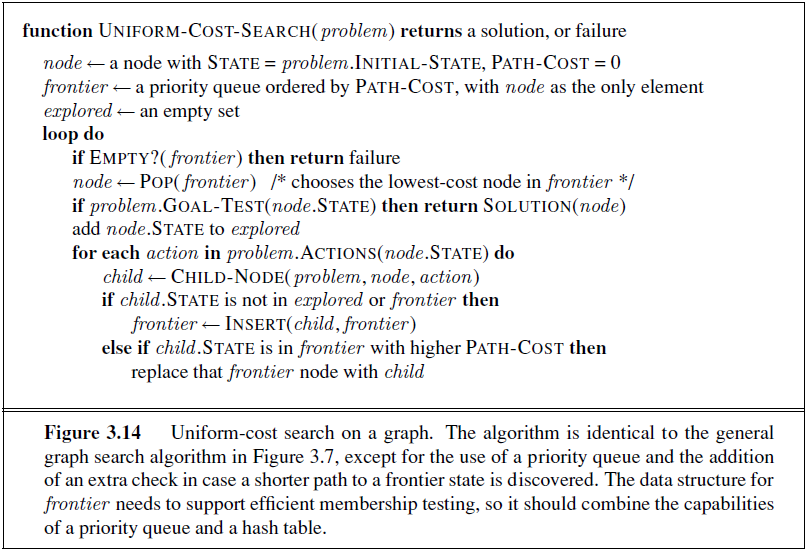 function UNIFORM-COST-SEARCH(problem) returns a solution, or failure
node ← a node with STATE = problem.INITIAL-STATE, PATH-COST = 0
frontier ← a priority queue ordered by PATH-COST, with node as the only element
explored ← an empty set
loop do
if EMPTY?(frontier) then return failure
node ← POP(frontier) /* chooses the lowest-cost node in frontier */
if problem.GOAL-TEST(node.STATE) then return SOLUTION(node)
add node.STATE to explored
for each action in problem.ACTIONS(node.STATE) do
child ← CHILD-NODE(problem, node, action)
if child.STATE is not in explored or frontier then
frontier ← INSERT(child, frontier)
else if child.STATE is in frontier with higher PATH-COST then
replace that frontier node with child
Figure 3.14 Uniform-cost search on a graph. The algorithm is identical to the general
graph search algorithm in Figure 3.7, except for the use of a priority queue and the addition
of an extra check in case a shorter path to a frontier state is discovered. The data structure for
frontier needs to support efficient membership testing, so it should combine the capabilities
of a priority queue and a hash table.